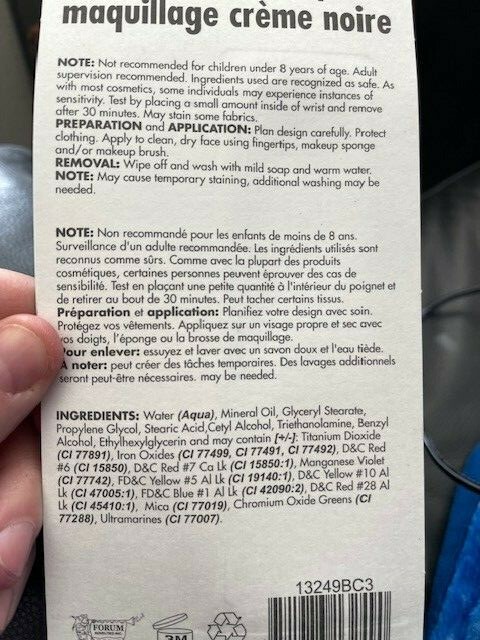 maquillage crème noire
NOTE: Not recommended for children under 8 years of age. Adult
supervision recommended. Ingredients used are recognized as safe. As
with most cosmetics, some individuals may experience instances of
sensitivity. Test by placing a small amount inside of wrist and remove
after 30 minutes. May stain some fabrics.
PREPARATION and APPLICATION: Plan design carefully. Protect
clothing. Apply to clean, dry face using fingertips, makeup sponge
and/or makeup brush.
REMOVAL: Wipe off and wash with mild soap and warm water.
NOTE: May cause temporary staining, additional washing may be
needed.
NOTE: Non recommandé pour les enfants de moins de 8 ans.
Surveillance d'un adulte recommandée. Les ingrédients utilisés sont
reconnus comme sûrs. Comme avec la plupart des produits
cosmétiques, certaines personnes peuvent éprouver des cas de
sensibilité. Test en plaçant une petite quantité à l'intérieur du poignet et
de retirer au bout de 30 minutes. Peut tacher certains tissus.
Préparation et application: Planifiez votre design avec soin.
Protégez vos vêtements. Appliquez sur un visage propre et sec avec
vos doigts, l'éponge ou la brosse de maquillage.
Pour enlever: essuyez et laver avec un savon doux et l'eau tiède.
A noter: peut créer des tâches temporaires. Des lavages additionnels
seront peut-être nécessaires. may be needed.
INGREDIENTS: Water (Aqua), Mineral Oil, Glyceryl Stearate,
Propylene Glycol, Stearic Acid,Cetyl Alcohol, Triethanolamine, Benzyl
Alcohol, Ethylhexylglycerin and may contain [+/-]: Titanium Dioxide
(CI 77891), Iron Oxides (CI 77499, CI 77491, CI 77492), D&C Red
#6 (CI 15850), D&C Red #7 Ca Lk (CI 15850:1), Manganese Violet
(CI 77742), FD&C Yellow #5 Al Lk (CI 19140:1), D&C Yellow #10 Al
Lk (CI 47005:1), FD&C Blue #1 Al Lk (CI 42090:2), D&C Red #28 Al
Lk (CI 45410:1), Mica (CI 77019), Chromium Oxide Greens (CI
77288), Ultramarines (CI 77007).
13249BC3
FORUM
NOVELTIES INC.
3M